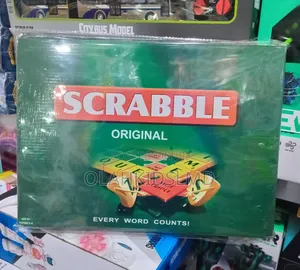 CITYBUS MODEL
SCRABBLE
ORIGINAL
EVERY WORD COUNTS!